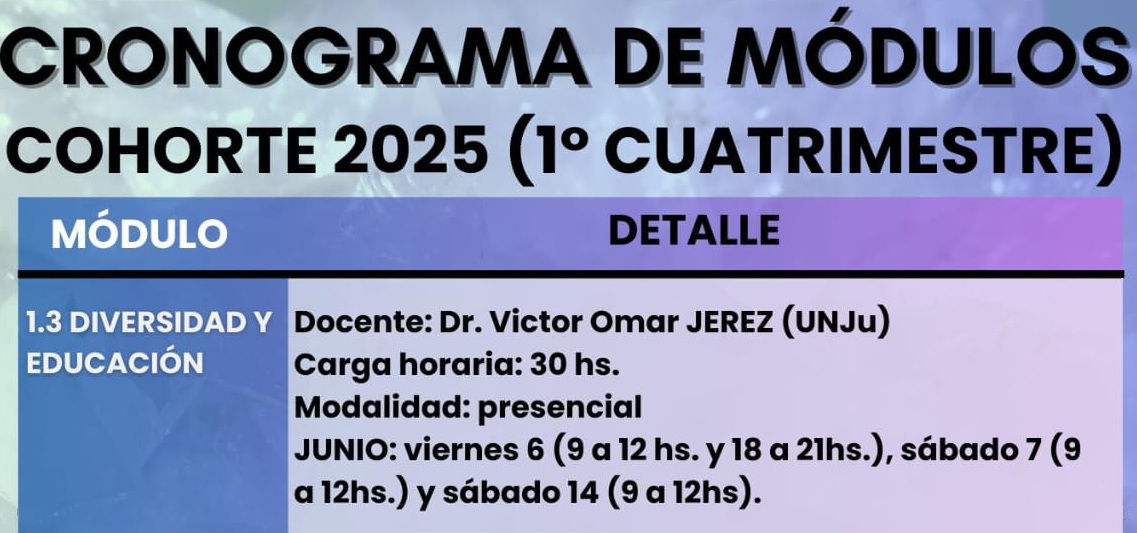 CRONOGRAMA DE MÓDULOS
COHORTE 2025 (1º CUATRIMESTRE)
MÓDULO
DETALLE
1.3 DIVERSIDAD Y
EDUCACIÓN
Docente: Dr. Victor Omar JEREZ (UNJu)
Carga horaria: 30 hs.
Modalidad: presencial
JUNIO: viernes 6 (9 a 12 hs. y 18 a 21hs.), sábado 7 (9
a 12hs.) y sábado 14 (9 a 12hs).